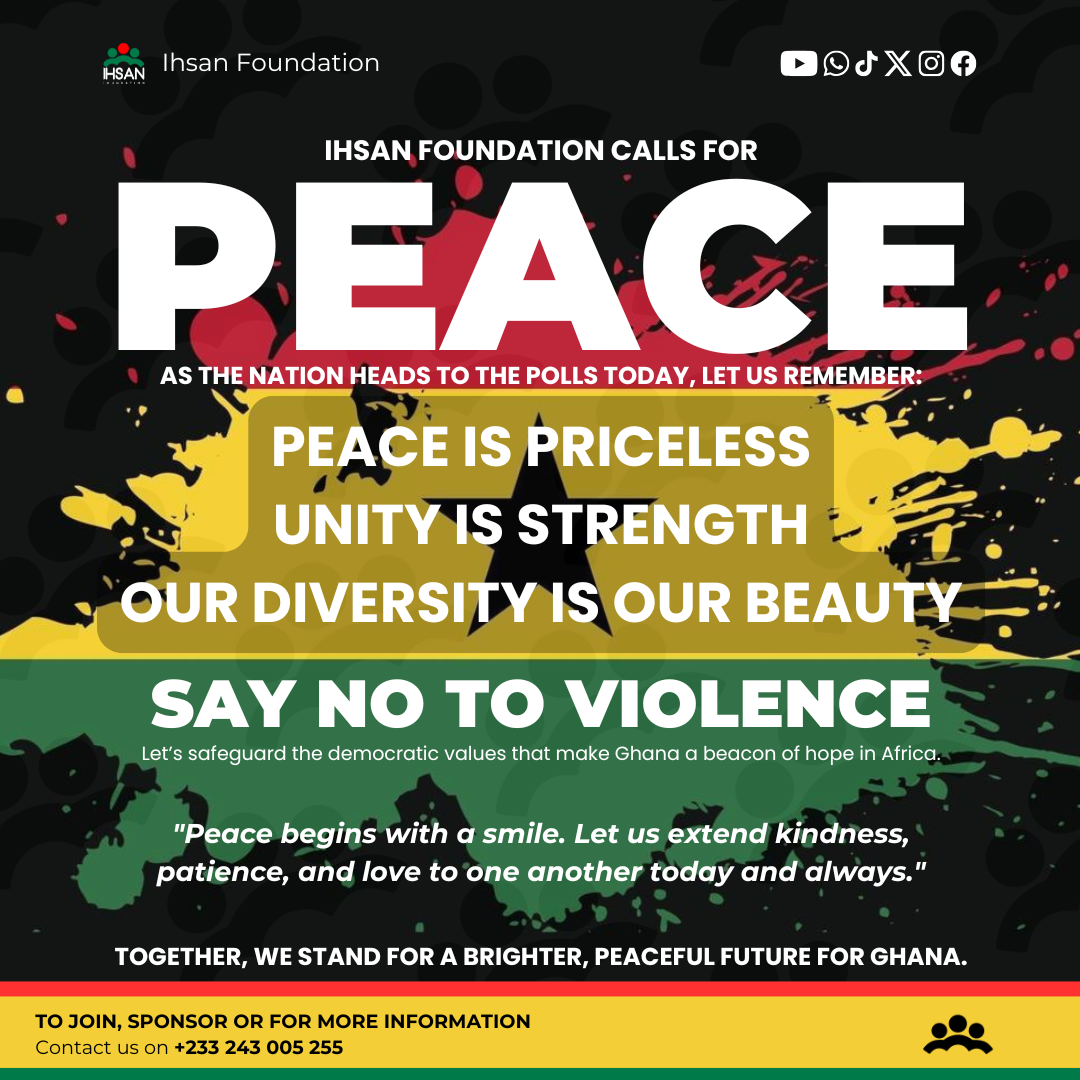 IHSAN
Ihsan Foundation
IHSAN FOUNDATION CALLS FOR
PEACE
AS THE NATION HEADS TO THE POLLS TODAY, LET US REMEMBER:
PEACE IS PRICELESS
UNITY IS STRENGTH
OUR DIVERSITY IS OUR BEAUTY
SAY NO TO VIOLENCE
Let’s safeguard the democratic values that make Ghana a beacon of hope in Africa.
"Peace begins with a smile. Let us extend kindness,
patience, and love to one another today and always."
TOGETHER, WE STAND FOR A BRIGHTER, PEACEFUL FUTURE FOR GHANA.
TO JOIN, SPONSOR OR FOR MORE INFORMATION
Contact us on +233 243 005 255